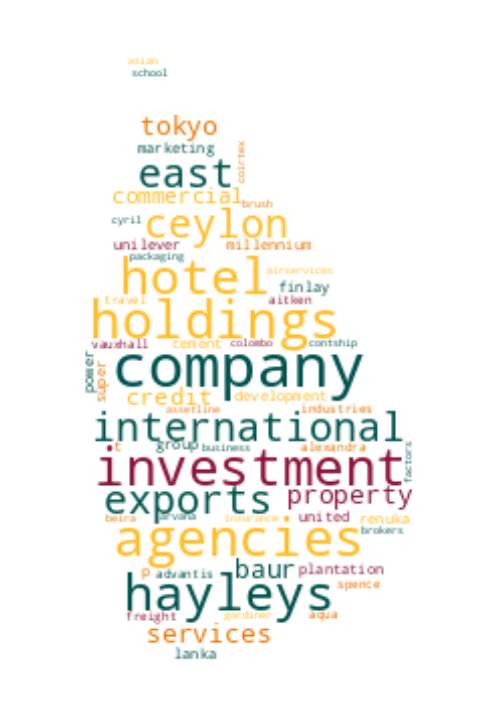 asian
school
tokyo
marketing
coirtex
east
commercial
brush
cyril
ceylon
unilever
millennium
packaging
hotel
airservices
finlay
travel
aitken
holdings
vauxhall
cement
colombo
contship
power
super
company
credit
development
assetline
industries
international
t
group
business
alexandra
factors
investment
exports
property
beira
nirvana
insurance
united
renuka
brokers
agencies
p
advantis
baur
plantation
spence
hayleys
freight
gardiner
aqua
services
lanka